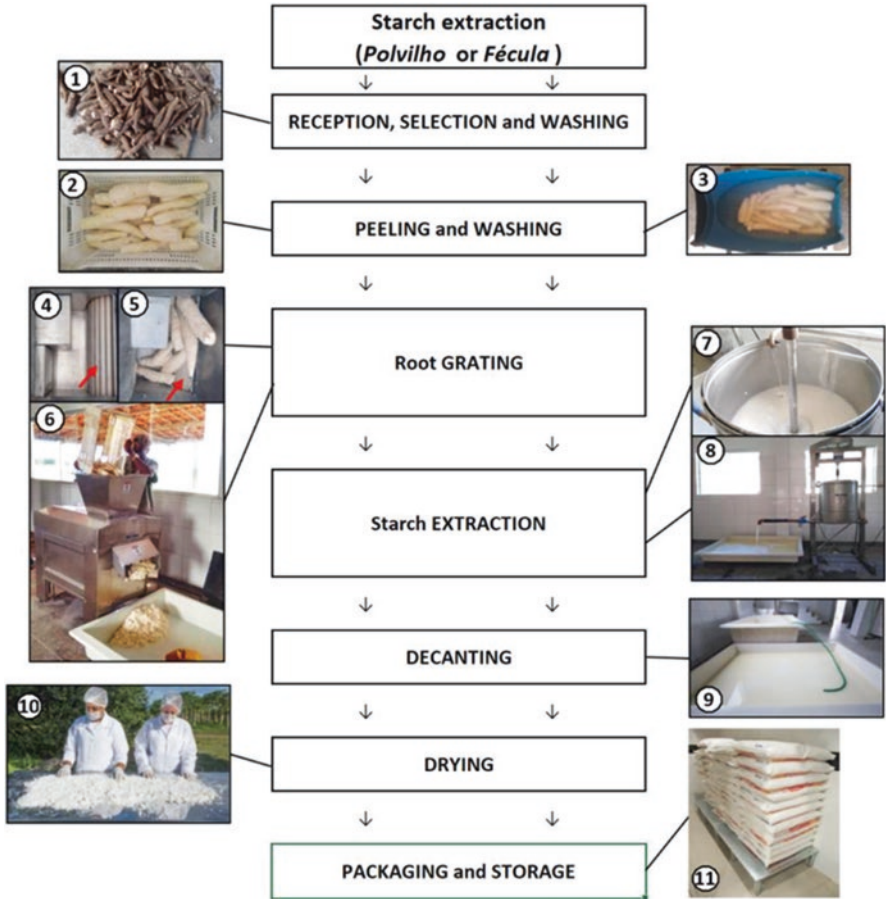 Starch extraction
(Polvilho or Fécula )
1
RECEPTION, SELECTION and WASHING
2
3
PEELING and WASHING
4
5
Root GRATING
6
7
8
Starch EXTRACTION
DECANTING
9
10
DRYING
PACKAGING and STORAGE
11